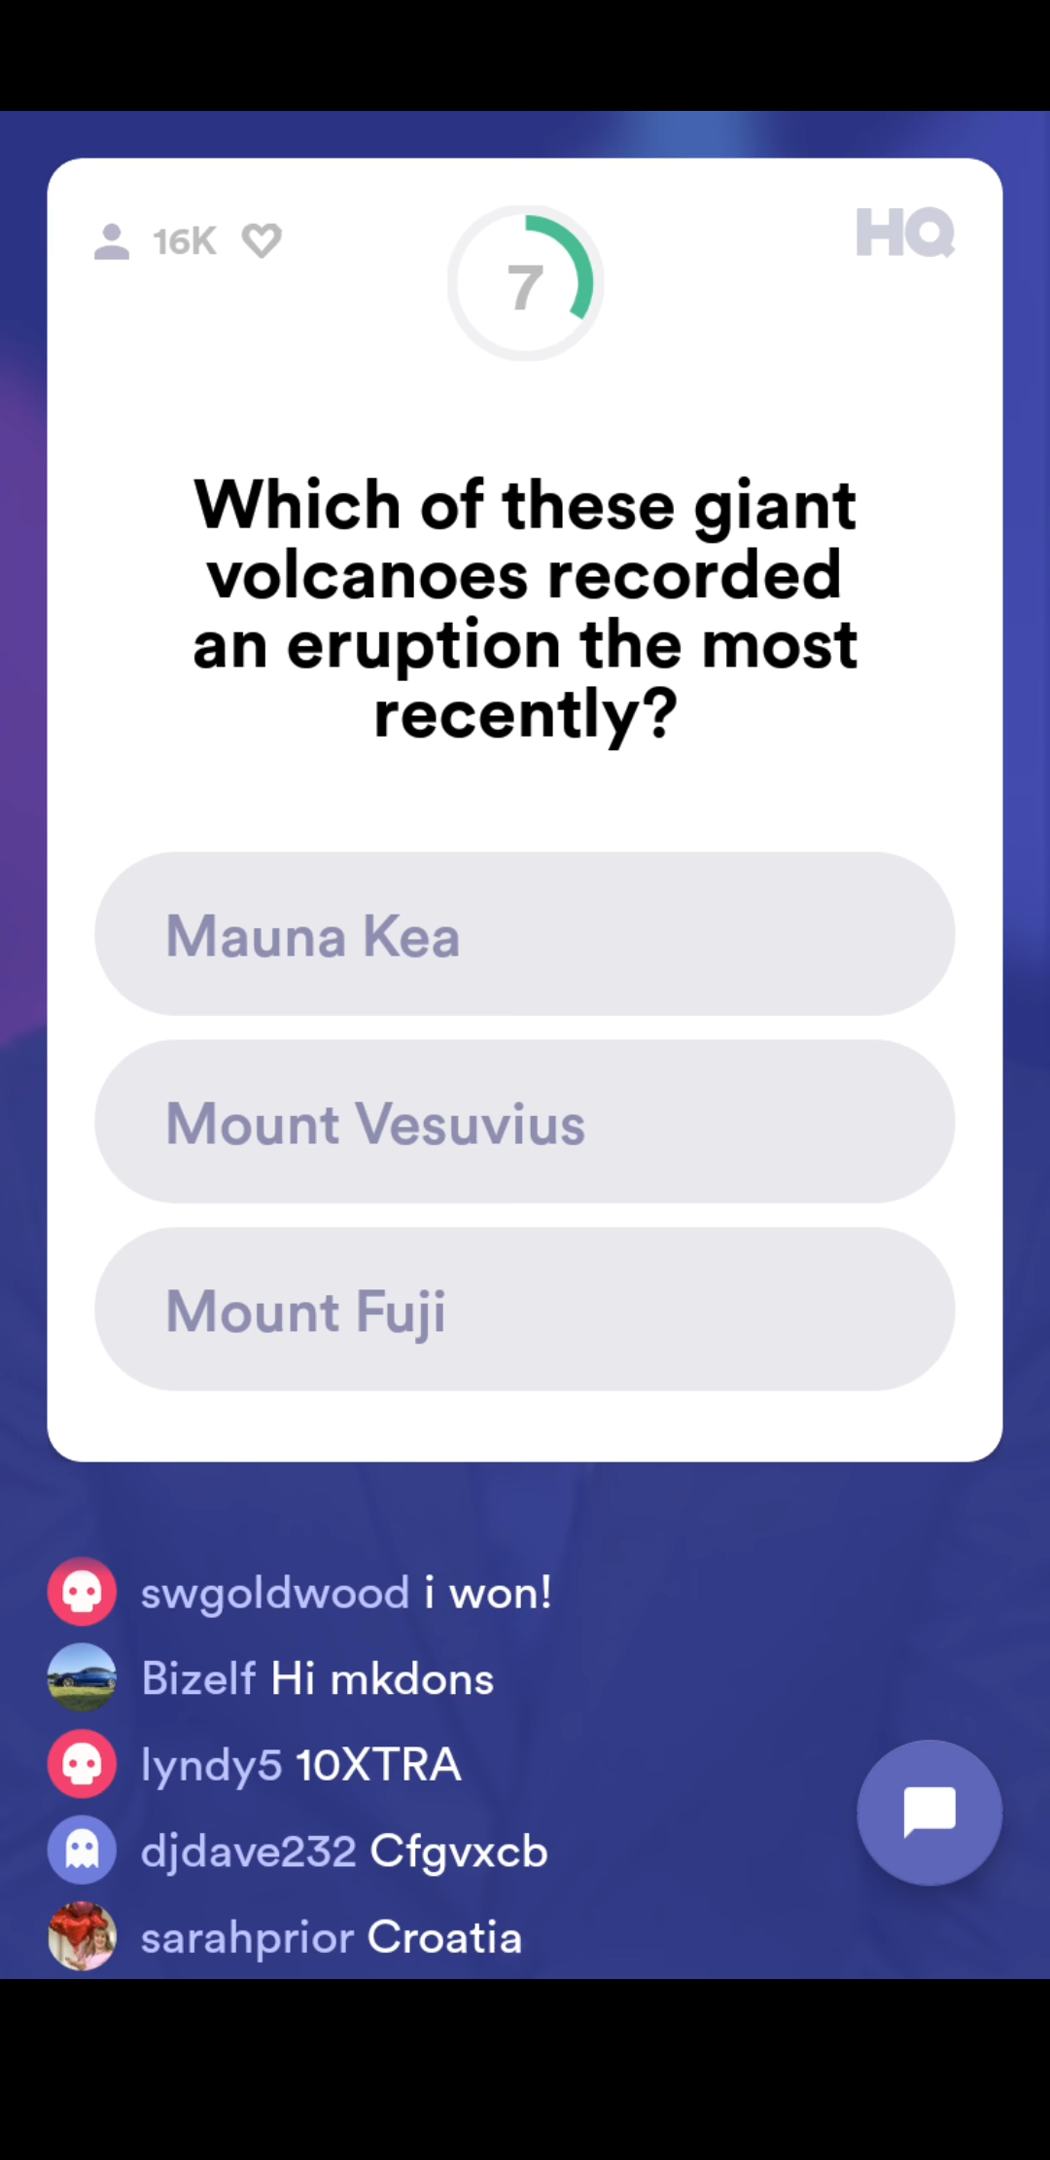 16K
7
HQ
Which of these giant
volcanoes recorded
an eruption the most
recently?
Mauna Kea
Mount Vesuvius
Mount Fuji
swgoldwood i won!
Bizelf Hi mkdons
lyndy5 10XTRA
djdave232 Cfgvxcb
sarahprior Croatia